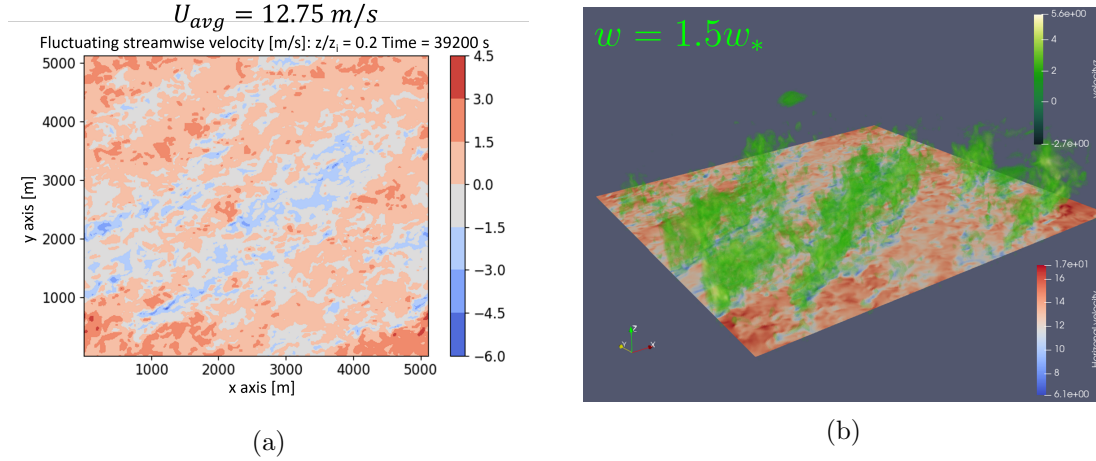 U_avg = 12.75 m/s
Fluctuating streamwise velocity [m/s]: z/z_i = 0.2 Time = 39200 s
5000
4000
3000
2000
1000
y axis [m]
1000 2000 3000 4000 5000
x axis [m]
4.5
3.0
1.5
0.0
−1.5
−3.0
−4.5
−6.0
(a)
w = 1.5w_*
5.6e+00
4
2
0
-2.7e+00
velocity
1.7e+01
16
14
12
10
8
6.1e+00
Horizontal velocity
Z
Y
X
(b)